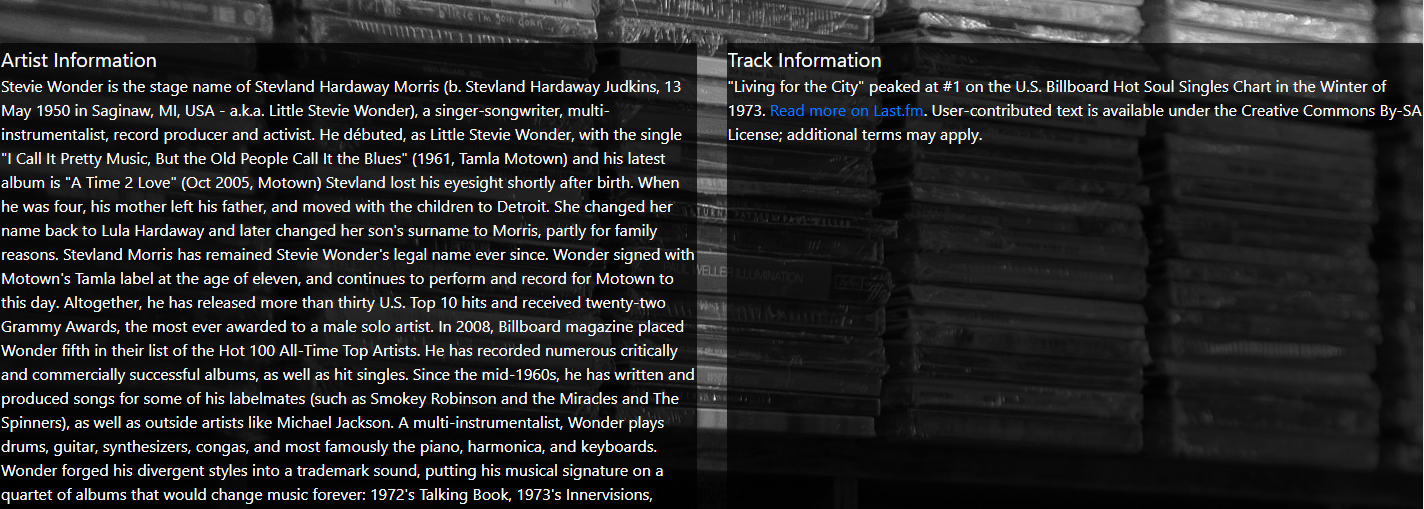 believe i'm goin down
Artist Information
Stevie Wonder is the stage name of Stevland Hardaway Morris (b. Stevland Hardaway Judkins, 13
May 1950 in Saginaw, MI, USA - a.k.a. Little Stevie Wonder), a singer-songwriter, multi-
instrumentalist, record producer and activist. He débuted, as Little Stevie Wonder, with the single
"I Call It Pretty Music, But the Old People Call It the Blues" (1961, Tamla Motown) and his latest
album is "A Time 2 Love" (Oct 2005, Motown) Stevland lost his eyesight shortly after birth. When
he was four, his mother left his father, and moved with the children to Detroit. She changed her
name back to Lula Hardaway and later changed her son's surname to Morris, partly for family
reasons. Stevland Morris has remained Stevie Wonder's legal name ever since. Wonder signed with
Motown's Tamla label at the age of eleven, and continues to perform and record for Motown to
this day. Altogether, he has released more than thirty U.S. Top 10 hits and received twenty-two
Grammy Awards, the most ever awarded to a male solo artist. In 2008, Billboard magazine placed
Wonder fifth in their list of the Hot 100 All-Time Top Artists. He has recorded numerous critically
and commercially successful albums, as well as hit singles. Since the mid-1960s, he has written and
produced songs for some of his labelmates (such as Smokey Robinson and the Miracles and The
Spinners), as well as outside artists like Michael Jackson. A multi-instrumentalist, Wonder plays
drums, guitar, synthesizers, congas, and most famously the piano, harmonica, and keyboards.
Wonder forged his divergent styles into a trademark sound, putting his musical signature on a
quartet of albums that would change music forever: 1972's Talking Book, 1973's Innervisions,
Track Information
"Living for the City" peaked at #1 on the U.S. Billboard Hot Soul Singles Chart in the Winter of
1973. Read more on Last.fm. User-contributed text is available under the Creative Commons By-SA
License; additional terms may apply.
PAUL WELLER ILLUMINATION